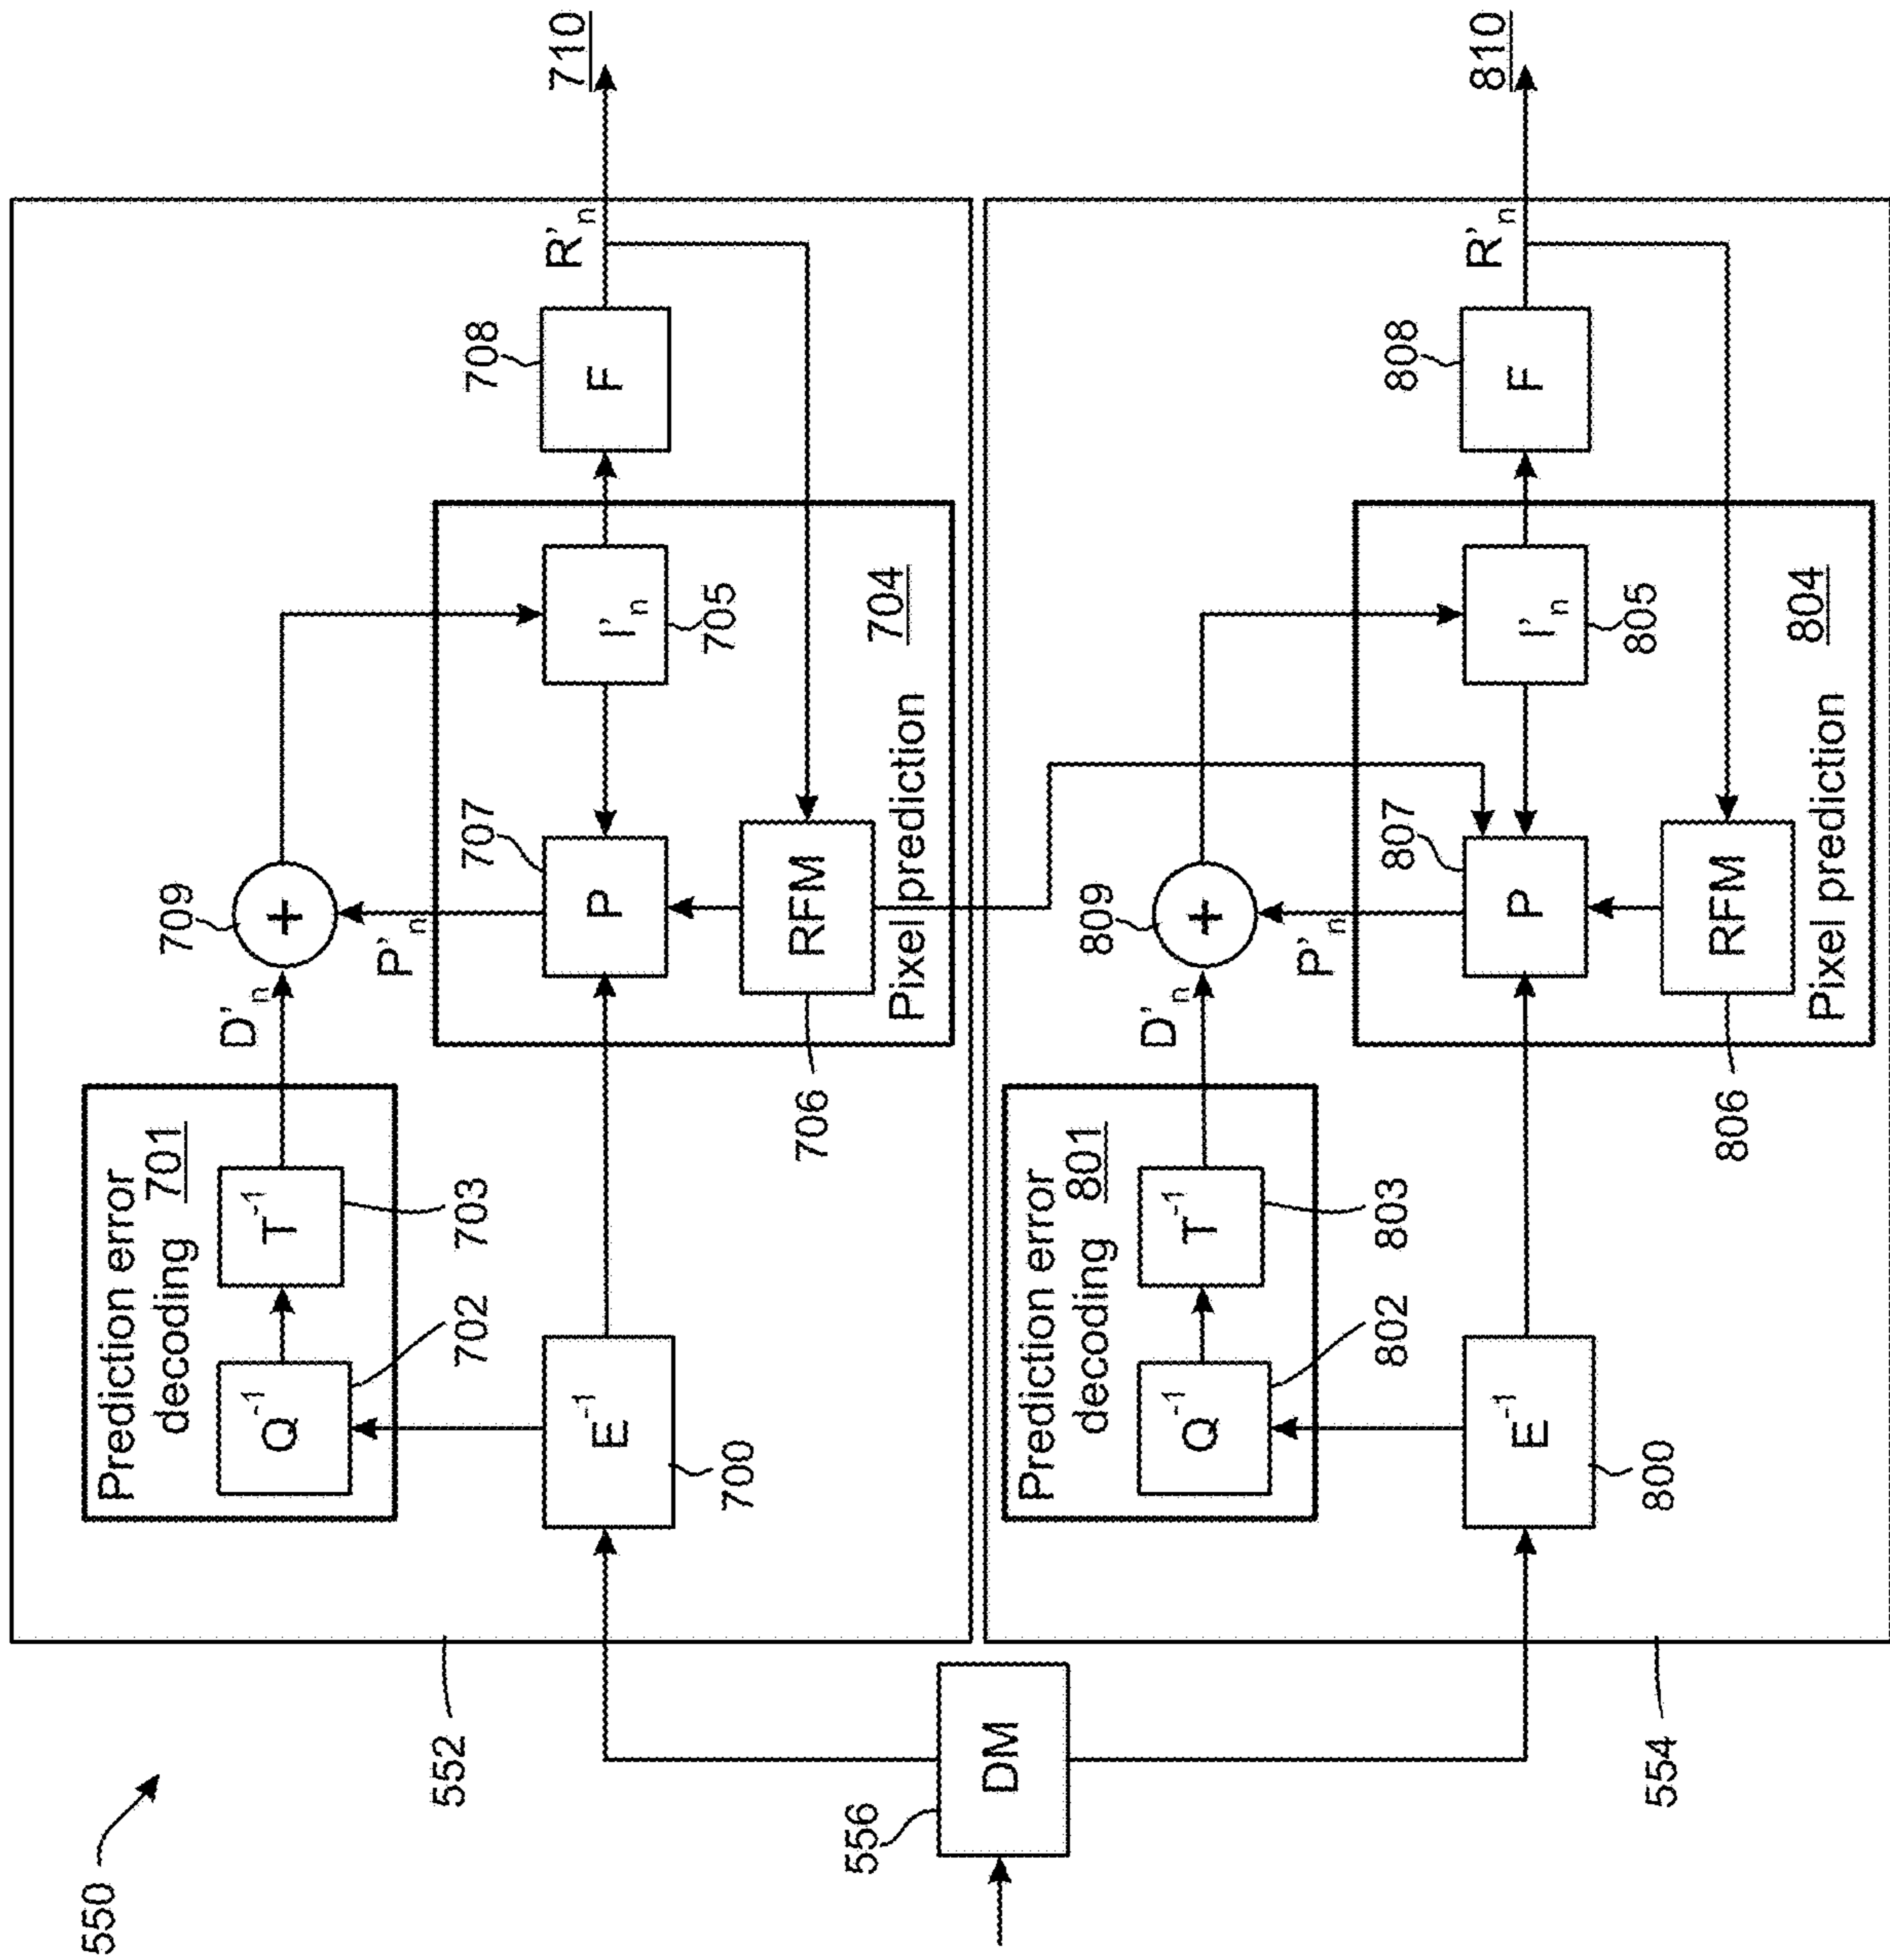 550
552
Prediction error
decoding 701
Q⁻¹
T⁻¹
702
703
D'ₙ
709
+
P'ₙ
E⁻¹
700
707
P
I'ₙ
705
RFM
706
Pixel prediction
704
708
F
R'ₙ
710
556
DM
554
Prediction error
decoding 801
Q⁻¹
T⁻¹
802
803
D'ₙ
809
+
P'ₙ
E⁻¹
800
807
P
I'ₙ
805
RFM
806
Pixel prediction
804
808
F
R'ₙ
810